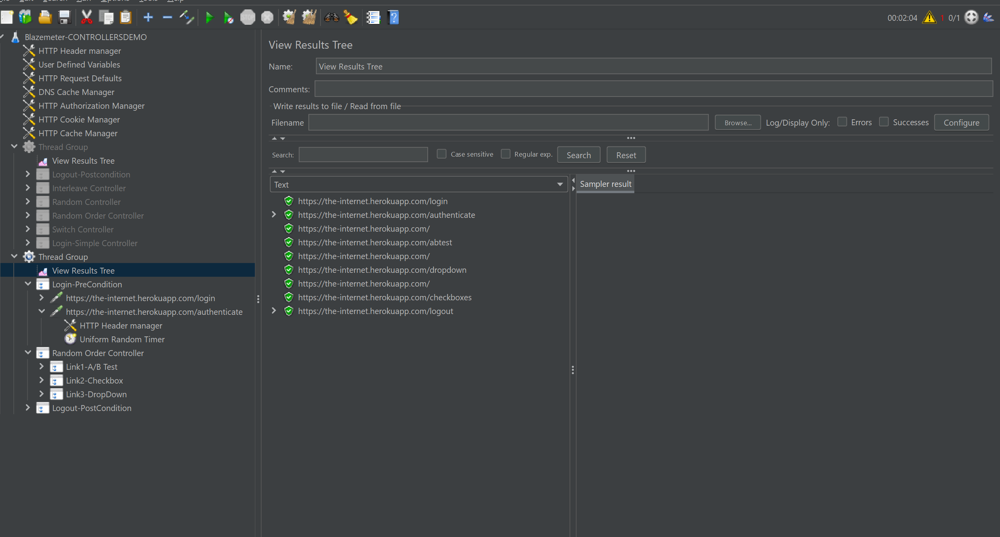 Edit Search Run Options Tools Help
STOP
00:02:04 1 0/1
Blazemeter-CONTROLLERSDEMO
HTTP Header manager
User Defined Variables
HTTP Request Defaults
DNS Cache Manager
HTTP Authorization Manager
HTTP Cookie Manager
HTTP Cache Manager
Thread Group
View Results Tree
Logout-Postcondition
Interleave Controller
Random Controller
Random Order Controller
Switch Controller
Login-Simple Controller
Thread Group
View Results Tree
Login-PreCondition
https://the-internet.herokuapp.com/login
https://the-internet.herokuapp.com/authenticate
HTTP Header manager
Uniform Random Timer
Random Order Controller
Link1-A/B Test
Link2-Checkbox
Link3-DropDown
Logout-PostCondition
View Results Tree
Name: View Results Tree
Comments:
Write results to file / Read from file
Filename Browse... Log/Display Only: Errors Successes Configure
Search: Case sensitive Regular exp. Search Reset
Text
Sampler result
https://the-internet.herokuapp.com/login
https://the-internet.herokuapp.com/authenticate
https://the-internet.herokuapp.com/
https://the-internet.herokuapp.com/abtest
https://the-internet.herokuapp.com/
https://the-internet.herokuapp.com/dropdown
https://the-internet.herokuapp.com/
https://the-internet.herokuapp.com/checkboxes
https://the-internet.herokuapp.com/logout